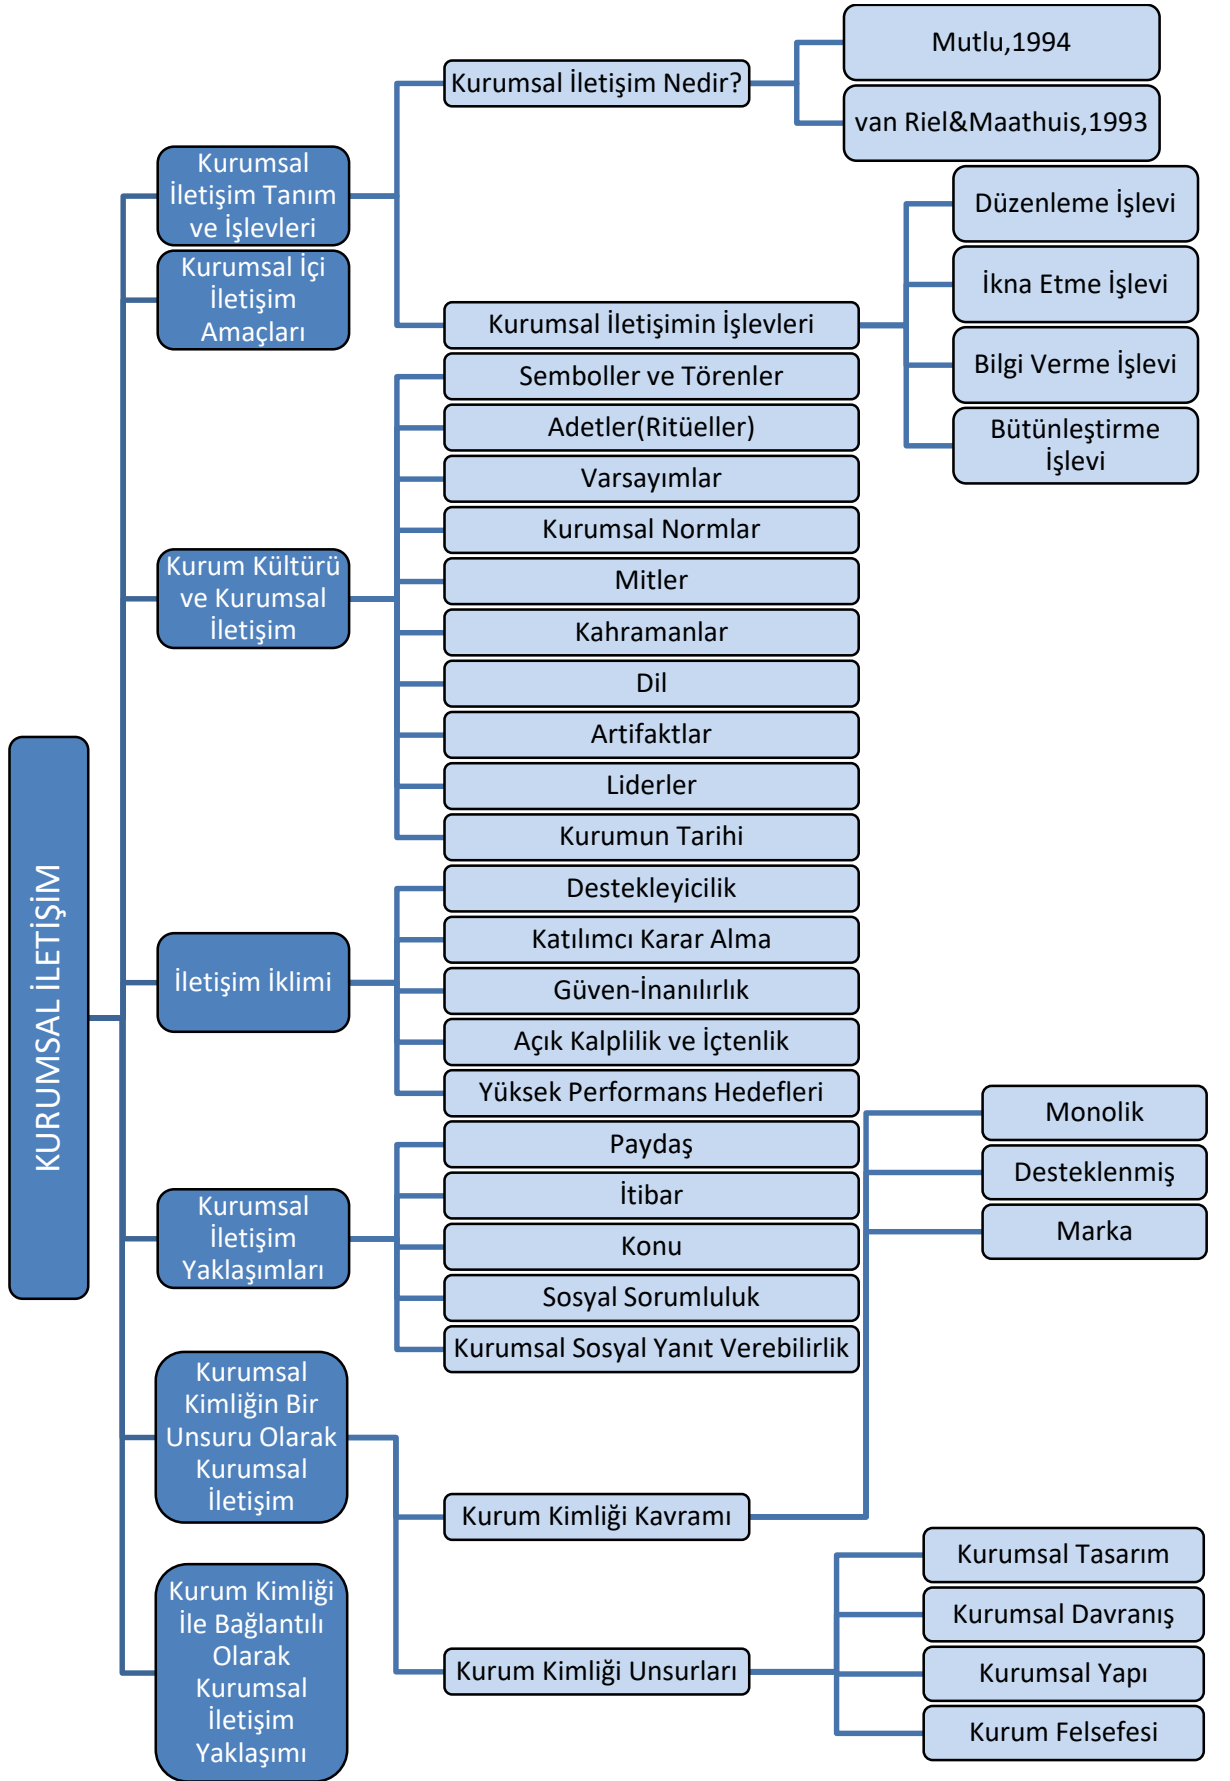 KURUMSAL İLETİŞİM
Kurumsal
İletişim Tanım
ve İşlevleri
Kurumsal İletişim Nedir?
Mutlu,1994
van Riel&Maathuis,1993
Kurumsal İletişimin İşlevleri
Düzenleme İşlevi
İkna Etme İşlevi
Bilgi Verme İşlevi
Bütünleştirme
İşlevi
Kurumsal İçi
İletişim
Amaçları
Kurum Kültürü
ve Kurumsal
İletişim
Semboller ve Törenler
Adetler(Ritüeller)
Varsayımlar
Kurumsal Normlar
Mitler
Kahramanlar
Dil
Artifaktlar
Liderler
Kurumun Tarihi
İletişim İklimi
Destekleyicilik
Katılımcı Karar Alma
Güven-İnanılırlık
Açık Kalplilik ve İçtenlik
Yüksek Performans Hedefleri
Kurumsal
İletişim
Yaklaşımları
Paydaş
İtibar
Konu
Sosyal Sorumluluk
Kurumsal Sosyal Yanıt Verebilirlik
Kurumsal
Kimliğin Bir
Unsuru Olarak
Kurumsal
İletişim
Kurum Kimliği Kavramı
Monolik
Desteklenmiş
Marka
Kurum Kimliği Unsurları
Kurumsal Tasarım
Kurumsal Davranış
Kurumsal Yapı
Kurum Felsefesi
Kurum Kimliği
İle Bağlantılı
Olarak
Kurumsal
İletişim
Yaklaşımı